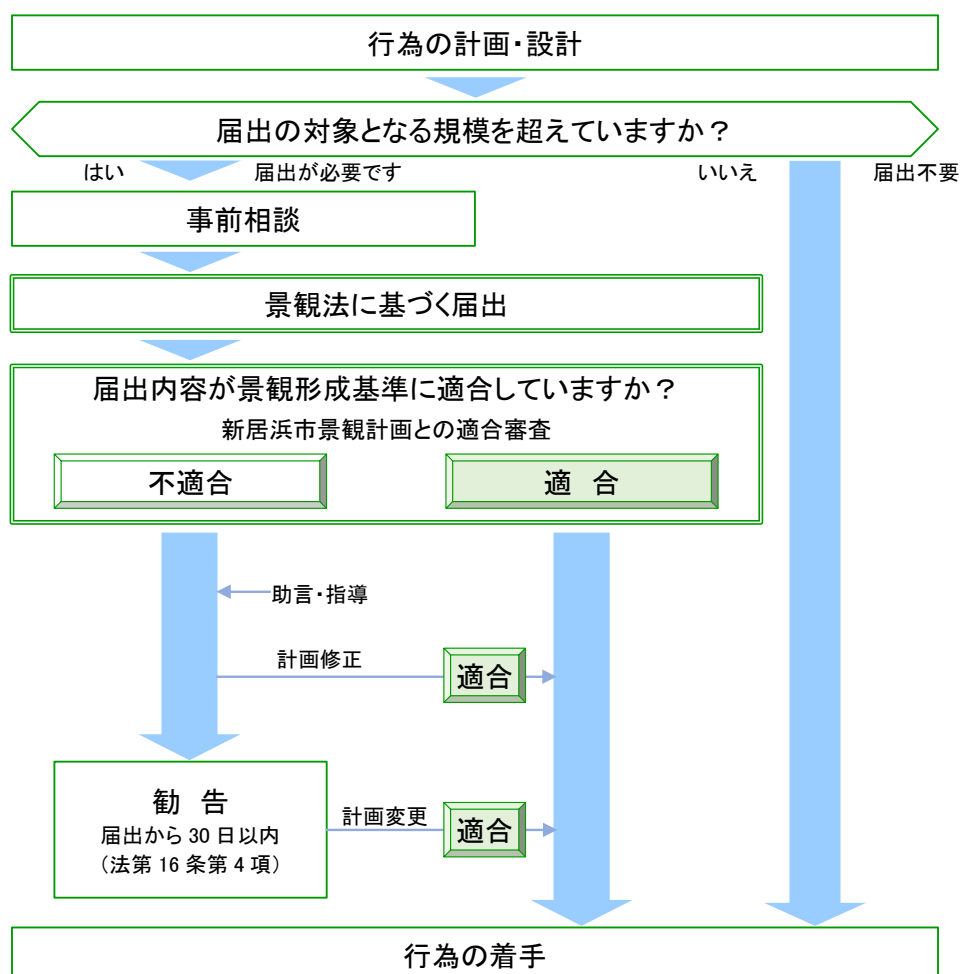 行為の計画・設計
届出の対象となる規模を超えていますか？
はい 届出が必要です いいえ 届出不要
事前相談
景観法に基づく届出
届出内容が景観形成基準に適合していますか？
新居浜市景観計画との適合審査
不適合 適 合
助言・指導
計画修正
適合
勧 告
届出から 30 日以内
（法第 16 条第 4 項）
計画変更
適合
行為の着手